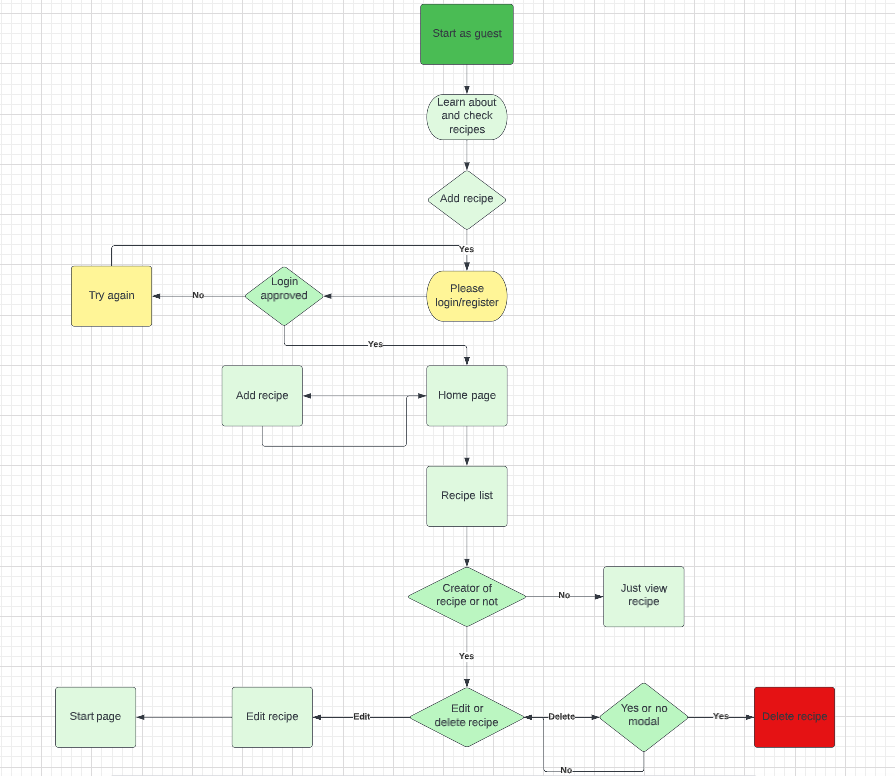 Start as guest
Learn about
and check
recipes
Add recipe
Yes
Try again
No
Login
approved
Please
login/register
Yes
Add recipe
Home page
Recipe list
Creator of
recipe or not
No
Just view
recipe
Yes
Start page
Edit recipe
Edit
Edit or
delete recipe
Delete
Yes or no
modal
Yes
Delete recipe
No